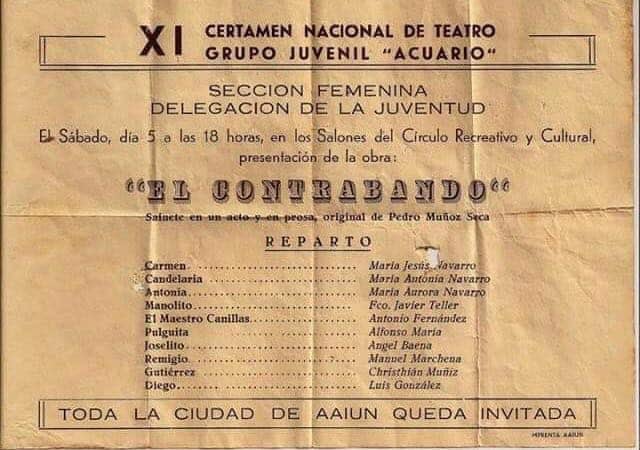 XI CERTAMEN NACIONAL DE TEATRO
GRUPO JUVENIL "ACUARIO"
SECCION FEMENINA
DELEGACION DE LA JUVENTUD
El Sábado, día 5 a las 18 horas, en los Salones del Círculo Recreativo y Cultural,
presentación de la obra:
"EL CONTRABANDO"
Sainete en un acto y en prosa, original de Pedro Muñoz Seca
REPARTO
Carmen . . . . . . . . . . María Jesús Navarro
Candelaria . . . . . . . . . . María Antonia Navarro
Antonia . . . . . . . . . . María Aurora Navarro
Manolito . . . . . . . . . . Fco. Javier Teller
El Maestro Canillas . . . . . . . . . . Antonio Fernández
Pulguita . . . . . . . . . . Alfonso María
Joselito . . . . . . . . . . Angel Baena
Remigio . . . . . . . . . . Manuel Marchena
Gutiérrez . . . . . . . . . . Christhián Muñiz
Diego . . . . . . . . . . Luis González
TODA LA CIUDAD DE AAIUN QUEDA INVITADA
IMPRENTA AAIUN